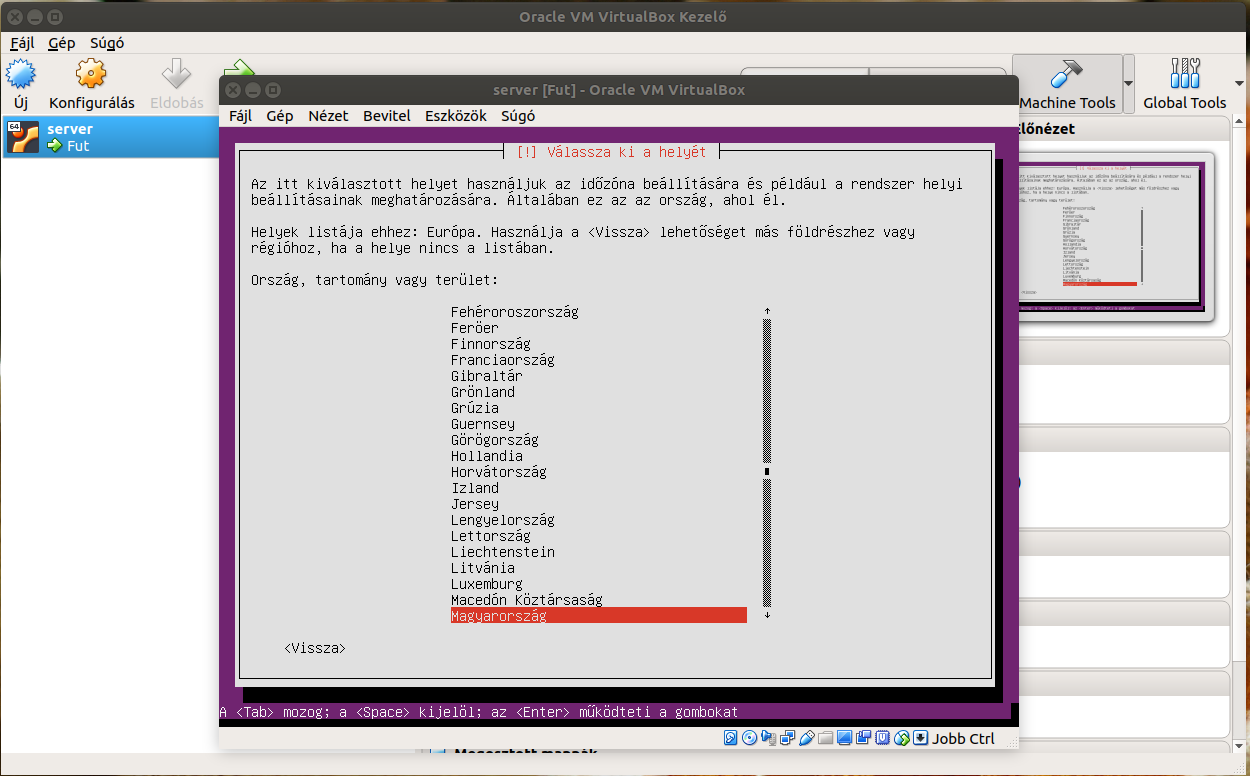 Oracle VM VirtualBox Kezelő
Fájl Gép Súgó
Új Konfigurálás Eldobás
Machine Tools Global Tools
64 server
Fut
server [Fut] - Oracle VM VirtualBox
Fájl Gép Nézet Bevitel Eszközök Súgó
[!] Válassza ki a helyét
Az itt kiválasztott helyet használjuk az időzóna beállítására és például a rendszer helyi
beállításainak meghatározására. Általában ez az az ország, ahol él.
Helyek listája ehhez: Európa. Használja a <Vissza> lehetőséget más földrészhez vagy
régióhoz, ha a helye nincs a listában.
Ország, tartomány vagy terület:
Fehéroroszország
Feröer
Finnország
Franciaország
Gibraltár
Grönland
Grúzia
Guernsey
Görögország
Hollandia
Horvátország
Izland
Jersey
Lengyelország
Lettország
Liechtenstein
Litvánia
Luxemburg
Macedón Köztársaság
Magyarország
<Vissza>
A <Tab> mozog; a <Space> kijelöl; az <Enter> működteti a gombokat
Jobb Ctrl